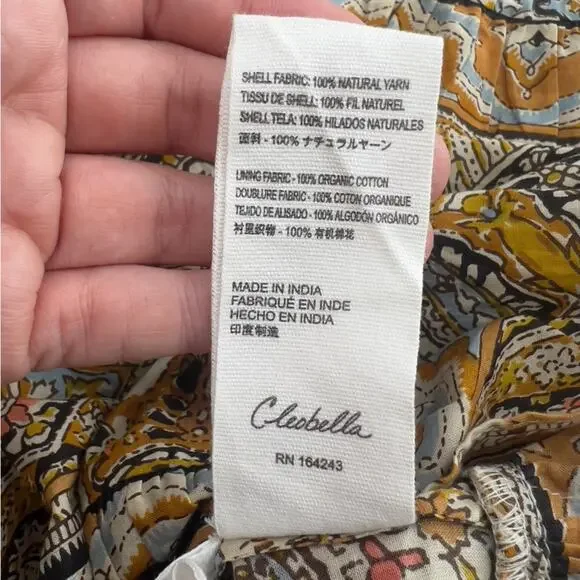 SHELL FABRIC: 100% NATURAL YARN
TISSU DE SHELL: 100% FIL NATUREL
SHELL TELA: 100% HILADOS NATURALES
面料 - 100% ナチュラルヤーン
LINING FABRIC - 100% ORGANIC COTTON
DOUBLURE FABRIC - 100% COTON ORGANIQUE
TEJIDO DE ALISADO - 100% ALGODÓN ORGÁNICO
衬里织物 - 100% 有机棉花
MADE IN INDIA
FABRIQUÉ EN INDE
HECHO EN INDIA
印度制造
Cleobella
RN 164243